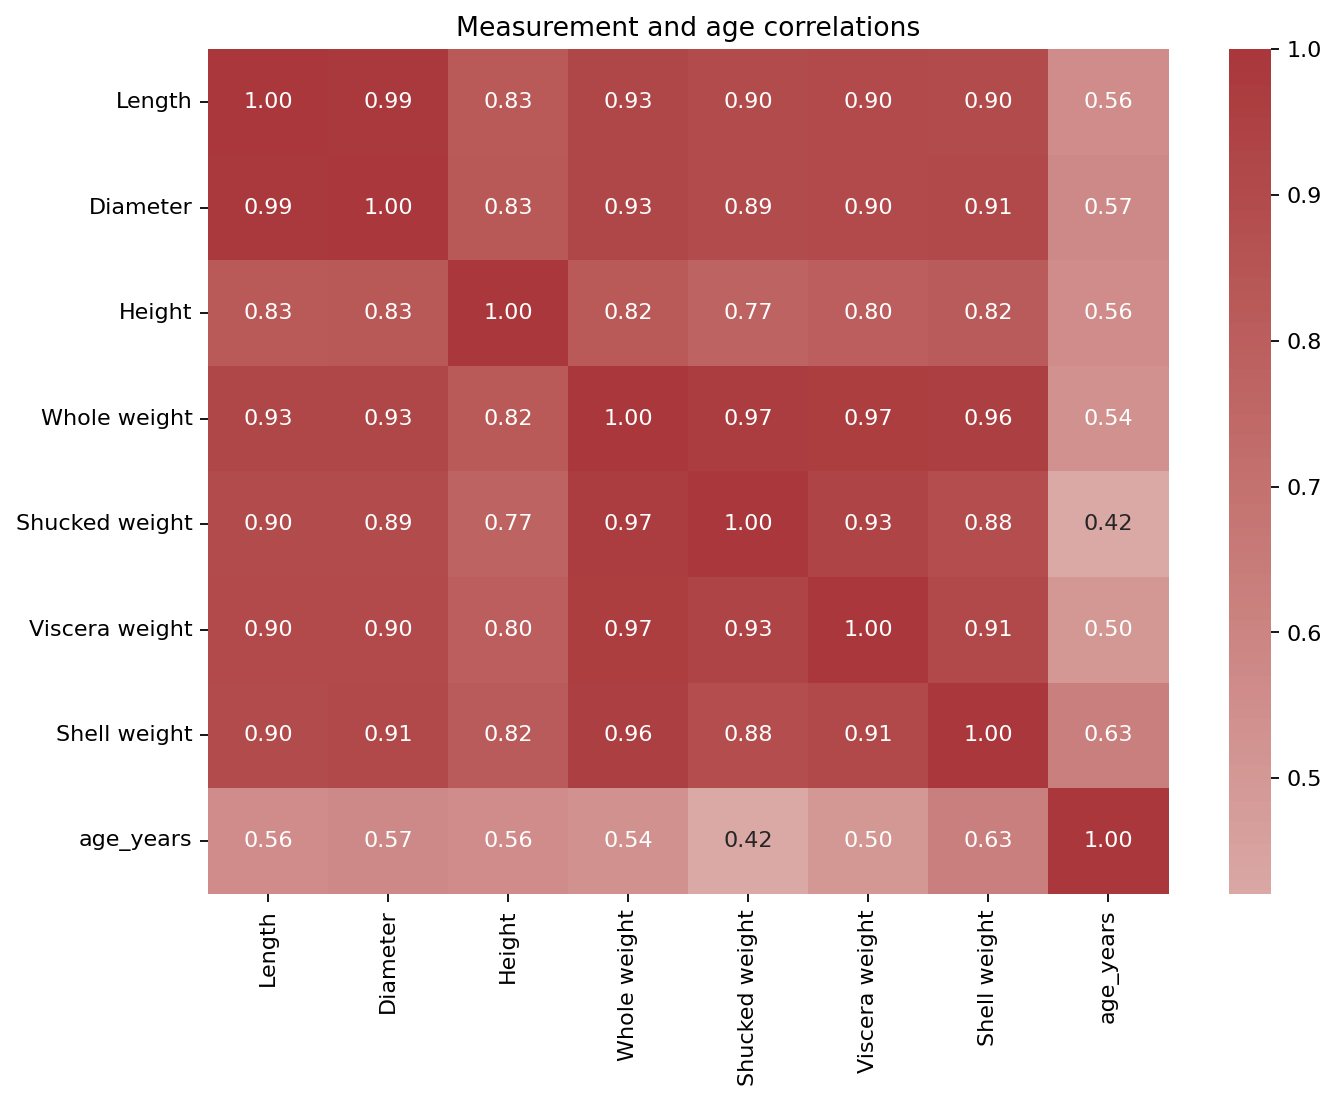 Measurement and age correlations
Length 1.00 0.99 0.83 0.93 0.90 0.90 0.90 0.56
Diameter 0.99 1.00 0.83 0.93 0.89 0.90 0.91 0.57
Height 0.83 0.83 1.00 0.82 0.77 0.80 0.82 0.56
Whole weight 0.93 0.93 0.82 1.00 0.97 0.97 0.96 0.54
Shucked weight 0.90 0.89 0.77 0.97 1.00 0.93 0.88 0.42
Viscera weight 0.90 0.90 0.80 0.97 0.93 1.00 0.91 0.50
Shell weight 0.90 0.91 0.82 0.96 0.88 0.91 1.00 0.63
age_years 0.56 0.57 0.56 0.54 0.42 0.50 0.63 1.00
Length
Diameter
Height
Whole weight
Shucked weight
Viscera weight
Shell weight
age_years
1.0
0.9
0.8
0.7
0.6
0.5